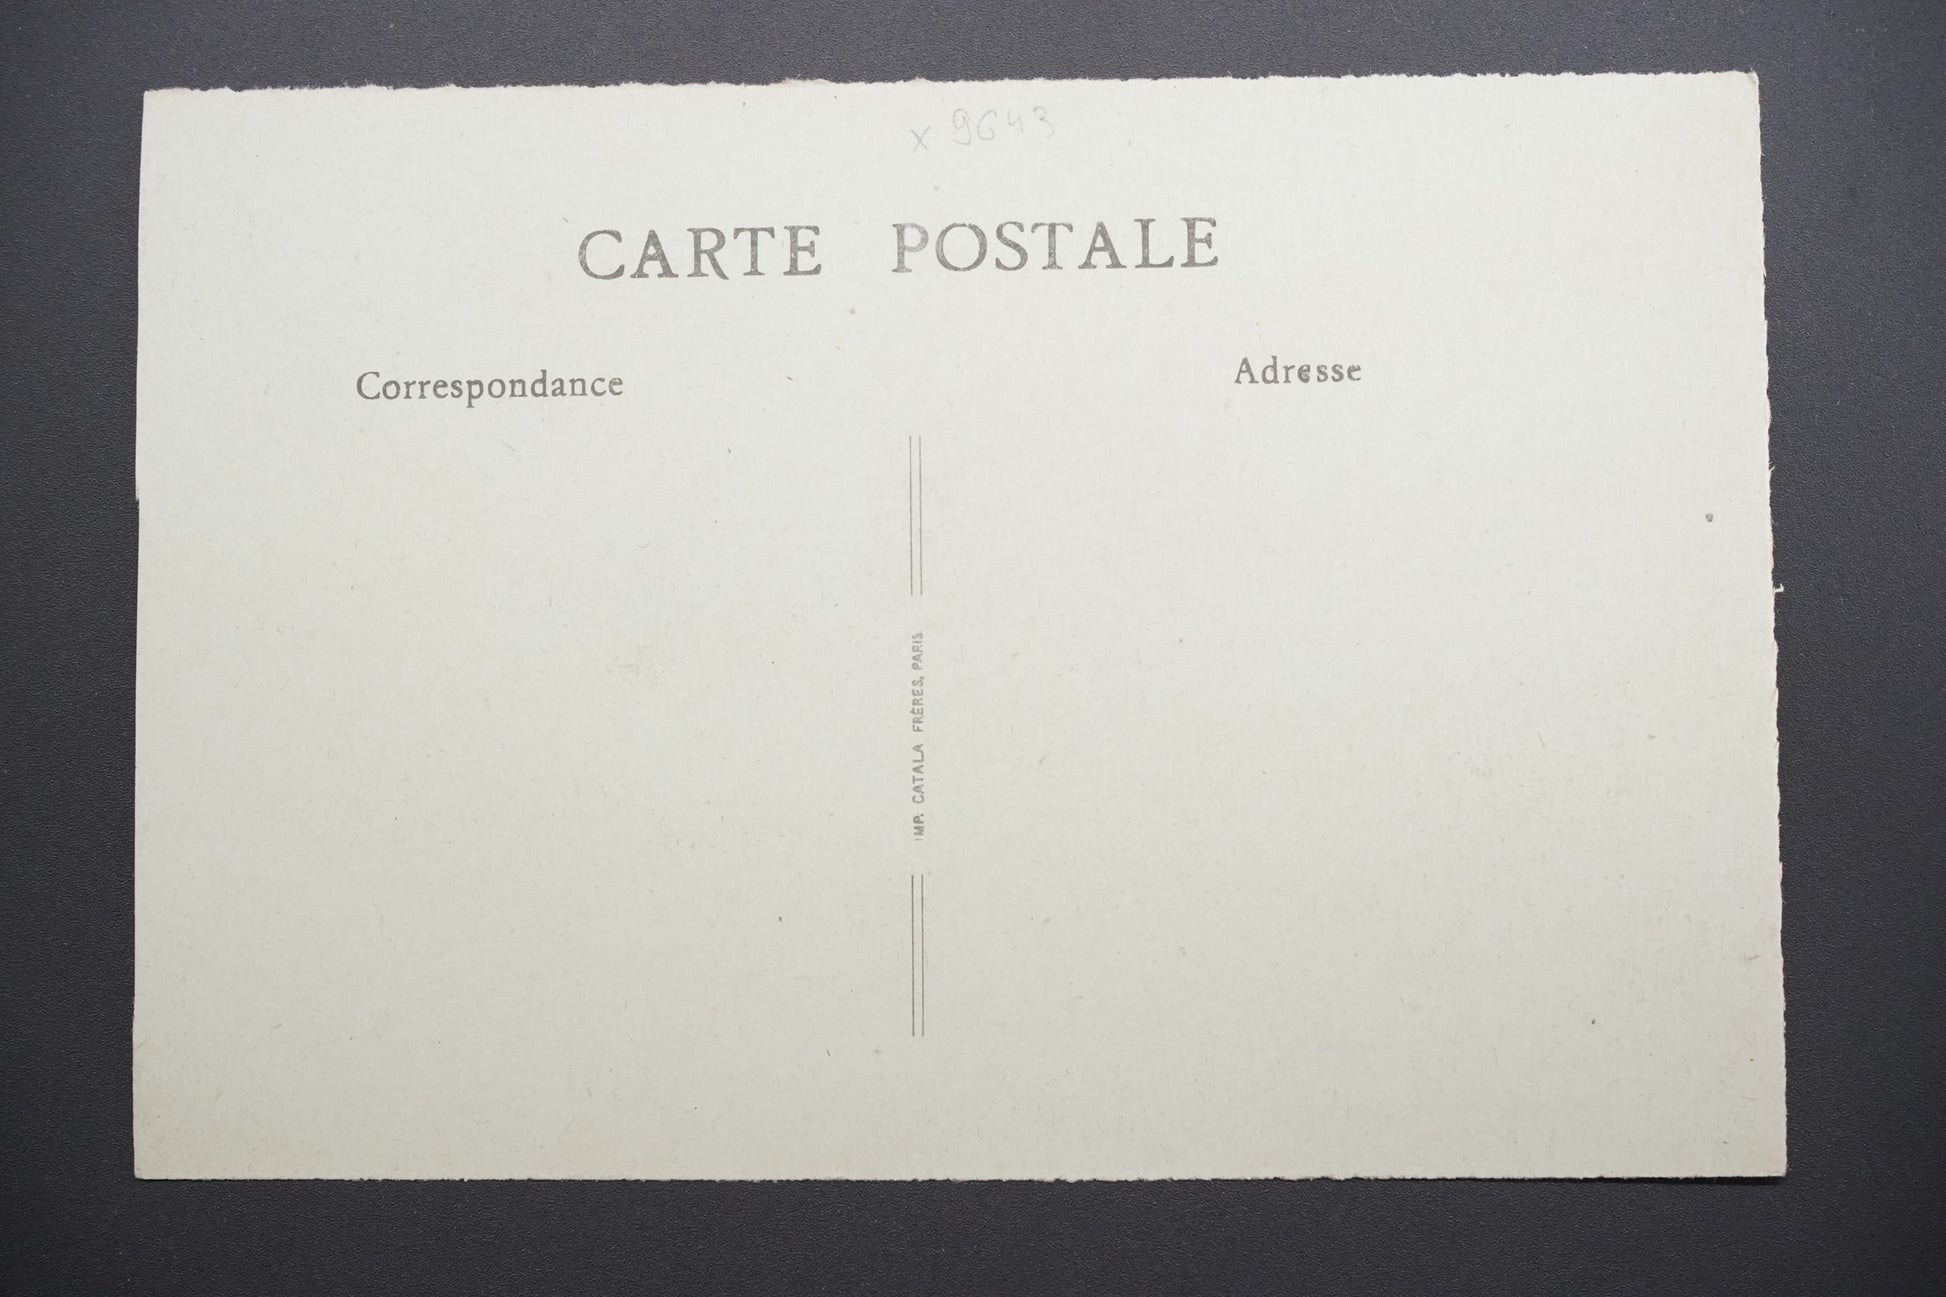 x 9643
CARTE POSTALE
Correspondance
Adresse
IMP. CATALA FRÈRES, PARIS